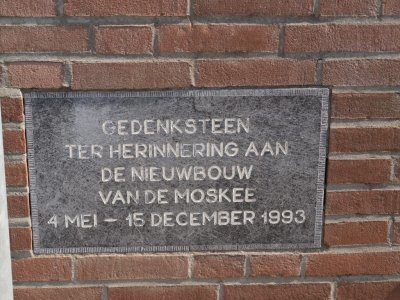 GEDENKSTEEN
TER HERINNERING AAN
DE NIEUWBOUW
VAN DE MOSKEE
4 MEI – 15 DECEMBER 1993